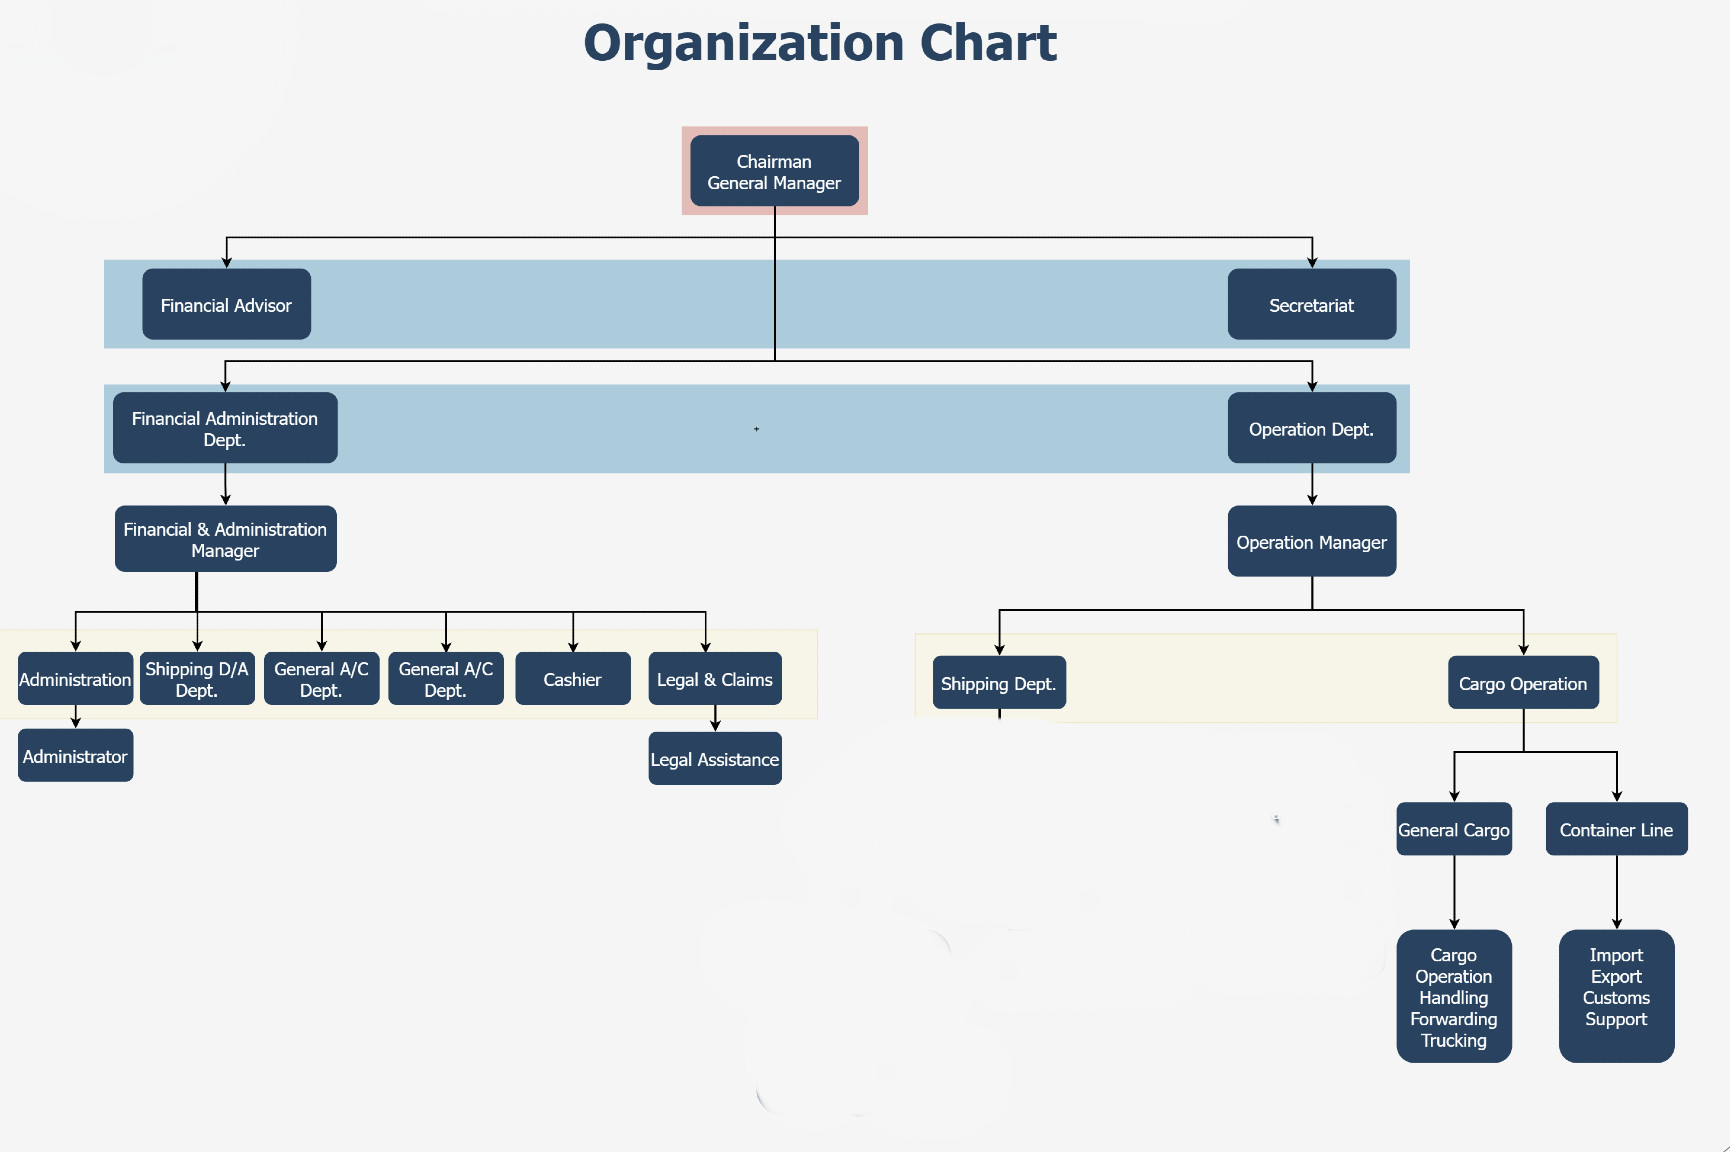 Organization Chart
Chairman
General Manager
Financial Advisor
Secretariat
Financial Administration
Dept.
Operation Dept.
Financial & Administration
Manager
Operation Manager
Administration
Shipping D/A
Dept.
General A/C
Dept.
General A/C
Dept.
Cashier
Legal & Claims
Shipping Dept.
Cargo Operation
Administrator
Legal Assistance
General Cargo
Container Line
Cargo
Operation
Handling
Forwarding
Trucking
Import
Export
Customs
Support